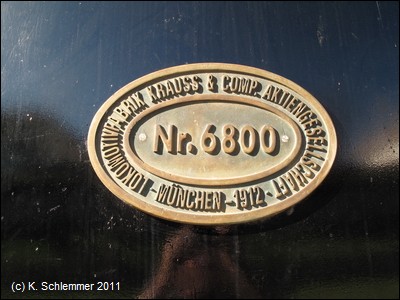 LOKOMOTIVFABRIK KRAUSS & COMP. AKTIENGESELLSCHAFT
Nr. 6800
- MÜNCHEN - 1912 -
(c) K. Schlemmer 2011